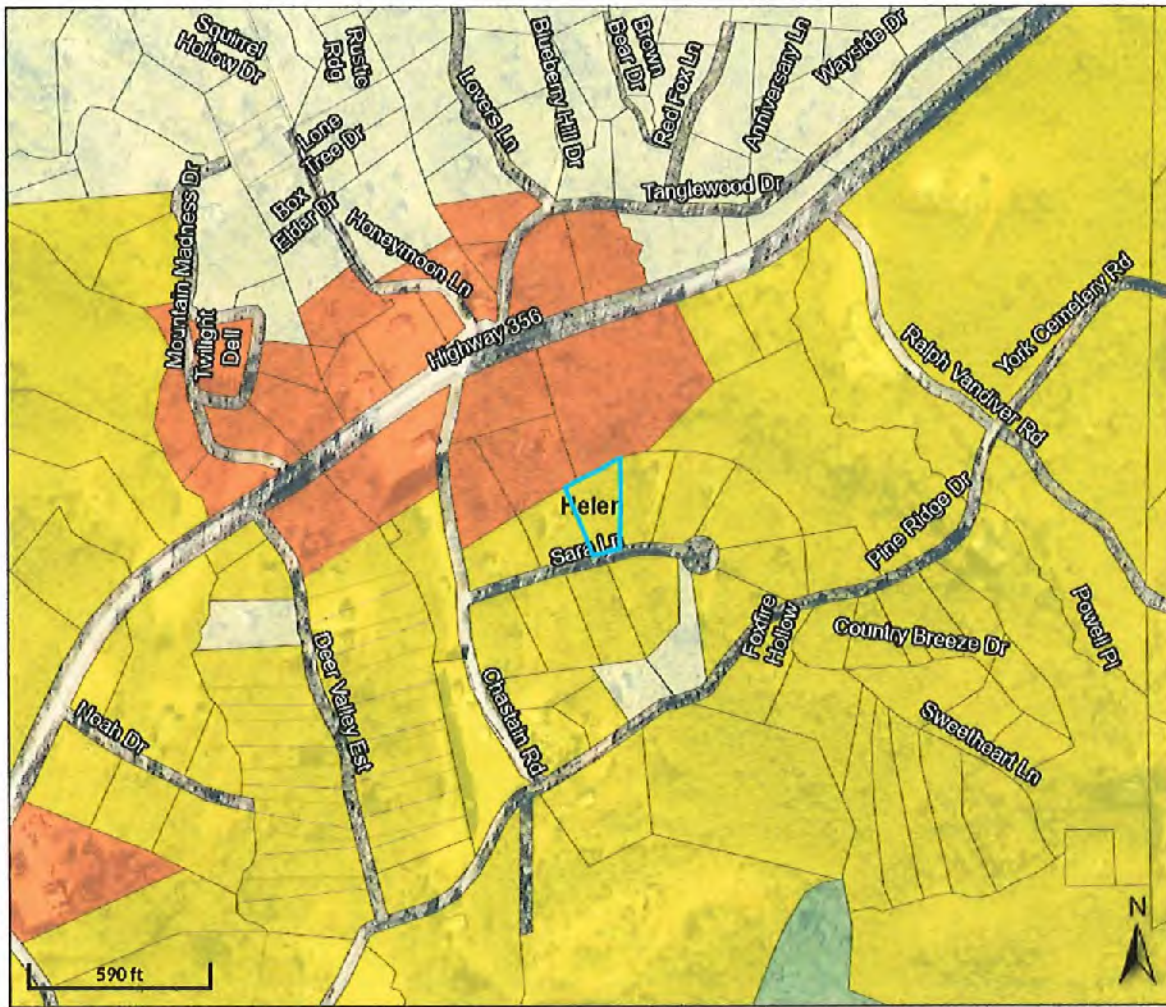 Squirrel
Hollow Dr
Rustic
Rdg
Lovers Ln
Blueberry Hill Dr
Brown
Bear Dr
Red Fox Ln
Anniversary Ln
Wayside Dr
Lone
Tree Dr
Tanglewood Dr
Box
Elder Dr
Honeymoon Ln
Mountain Madness Dr
Twilight
Dell
Highway 356
York Cemetery Rd
Ralph Vandiver Rd
Heler
Sara Ln
Pine Ridge Dr
Foxfire
Hollow
Country Breeze Dr
Powell Pl
Deer Valley Est
Chastain Rd
Noah Dr
Sweetheart Ln
N
590 ft